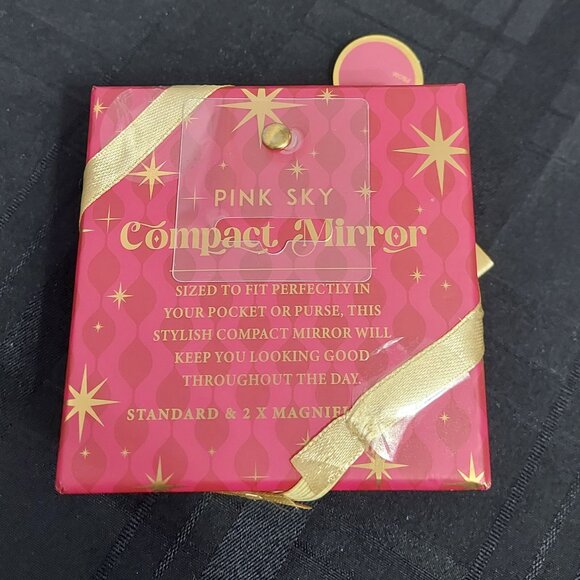 PINK SKY
Compact Mirror
SIZED TO FIT PERFECTLY IN
YOUR POCKET OR PURSE, THIS
STYLISH COMPACT MIRROR WILL
KEEP YOU LOOKING GOOD
THROUGHOUT THE DAY.
STANDARD & 2 X